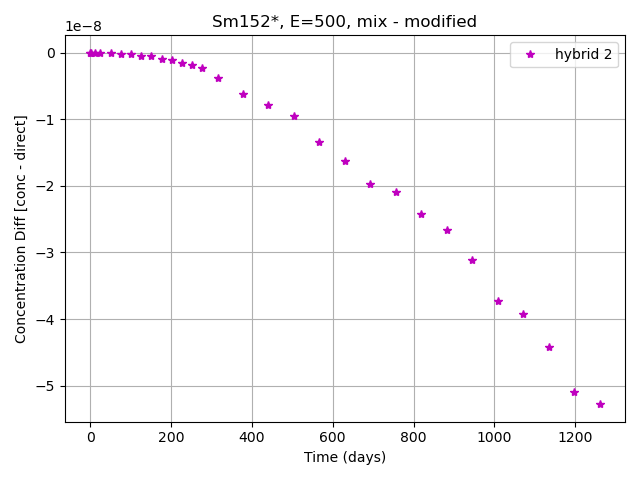 Sm152*, E=500, mix - modified
1e−8
hybrid 2
0
−1
−2
−3
−4
−5
Concentration Diff [conc - direct]
0 200 400 600 800 1000 1200
Time (days)